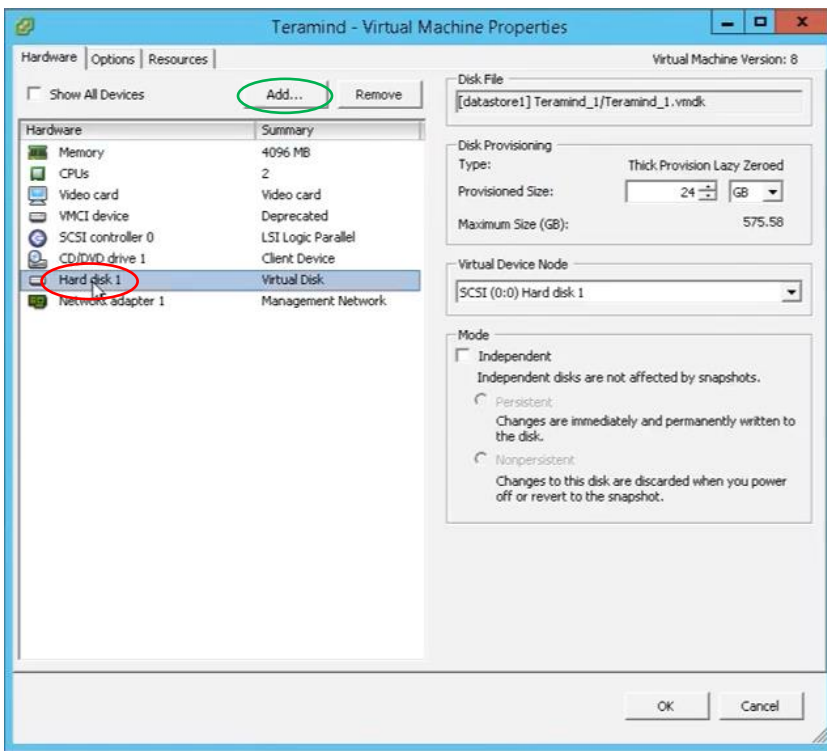 Teramind - Virtual Machine Properties
Hardware Options Resources
Virtual Machine Version: 8
Show All Devices
Add... Remove
Hardware Summary
Memory 4096 MB
CPUs 2
Video card Video card
VMCI device Deprecated
SCSI controller 0 LSI Logic Parallel
CD/DVD drive 1 Client Device
Hard disk 1 Virtual Disk
Network adapter 1 Management Network
Disk File
[datastore1] Teramind_1/Teramind_1.vmdk
Disk Provisioning
Type: Thick Provision Lazy Zeroed
Provisioned Size: 24 GB
Maximum Size (GB): 575.58
Virtual Device Node
SCSI (0:0) Hard disk 1
Mode
Independent
Independent disks are not affected by snapshots.
Persistent
Changes are immediately and permanently written to
the disk.
Nonpersistent
Changes to this disk are discarded when you power
off or revert to the snapshot.
OK Cancel